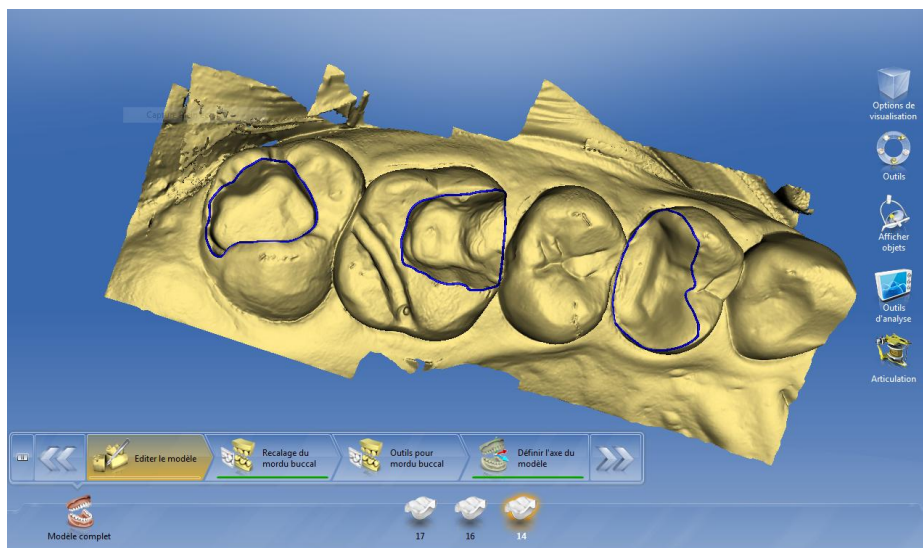 Options de
visualisation
Outils
Afficher
objets
Outils
d'analyse
Articulation
Editer le modèle
Recalage du
mordu buccal
Outils pour
mordu buccal
Définir l'axe du
modèle
Modèle complet
17
16
14